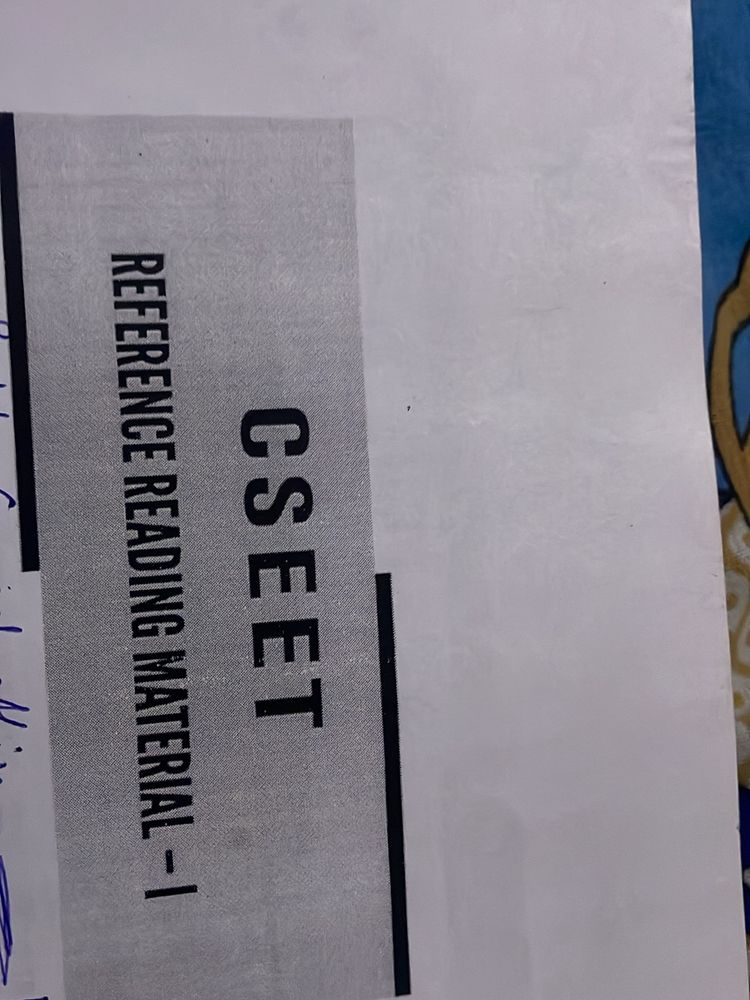 CSEET
REFERENCE READING MATERIAL – I